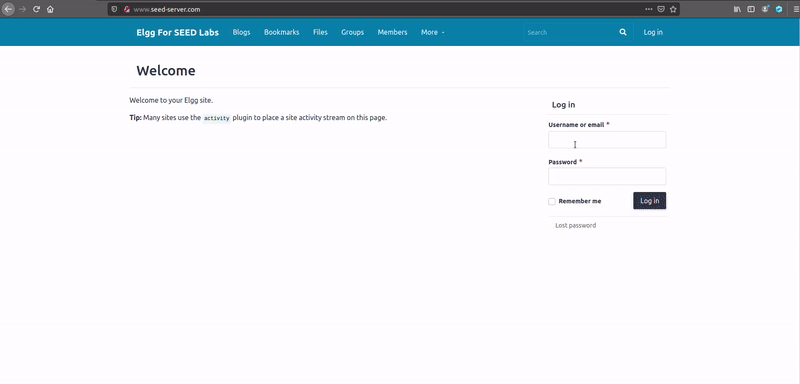 www.seed-server.com
Elgg For SEED Labs Blogs Bookmarks Files Groups Members More Search Log in
Welcome
Welcome to your Elgg site.
Tip: Many sites use the activity plugin to place a site activity stream on this page.
Log in
Username or email *
Password *
Remember me Log in
Lost password